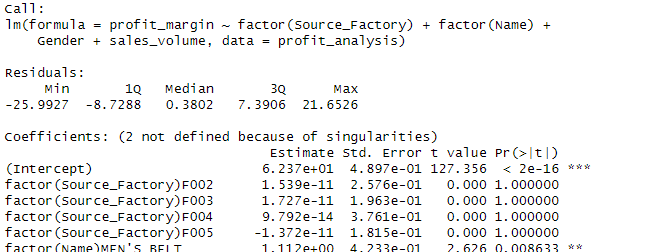 Call:
lm(formula = profit_margin ~ factor(Source_Factory) + factor(Name) +
    Gender + sales_volume, data = profit_analysis)
Residuals:
     Min       1Q   Median       3Q      Max
-25.9927  -8.7288   0.3802   7.3906  21.6526
Coefficients: (2 not defined because of singularities)
                             Estimate Std. Error t value Pr(>|t|)
(Intercept)                 6.237e+01  4.897e-01 127.356  < 2e-16 ***
factor(Source_Factory)F002  1.539e-11  2.576e-01   0.000 1.000000
factor(Source_Factory)F003  1.727e-11  1.963e-01   0.000 1.000000
factor(Source_Factory)F004  9.792e-14  3.761e-01   0.000 1.000000
factor(Source_Factory)F005 -1.372e-11  1.815e-01   0.000 1.000000
factor(Name)MEN'S BELT      1.112e+00  4.233e-01   2.626 0.008633 **